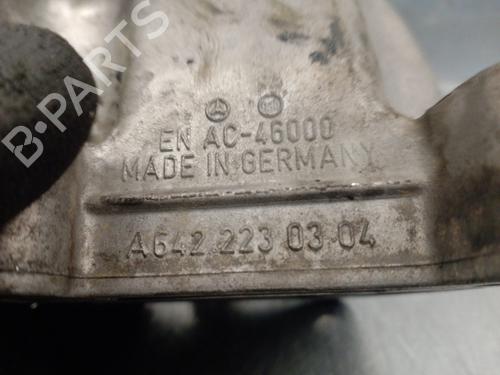 B-PARTS
EN AC-46000
MADE IN GERMANY
A642 223 03 04